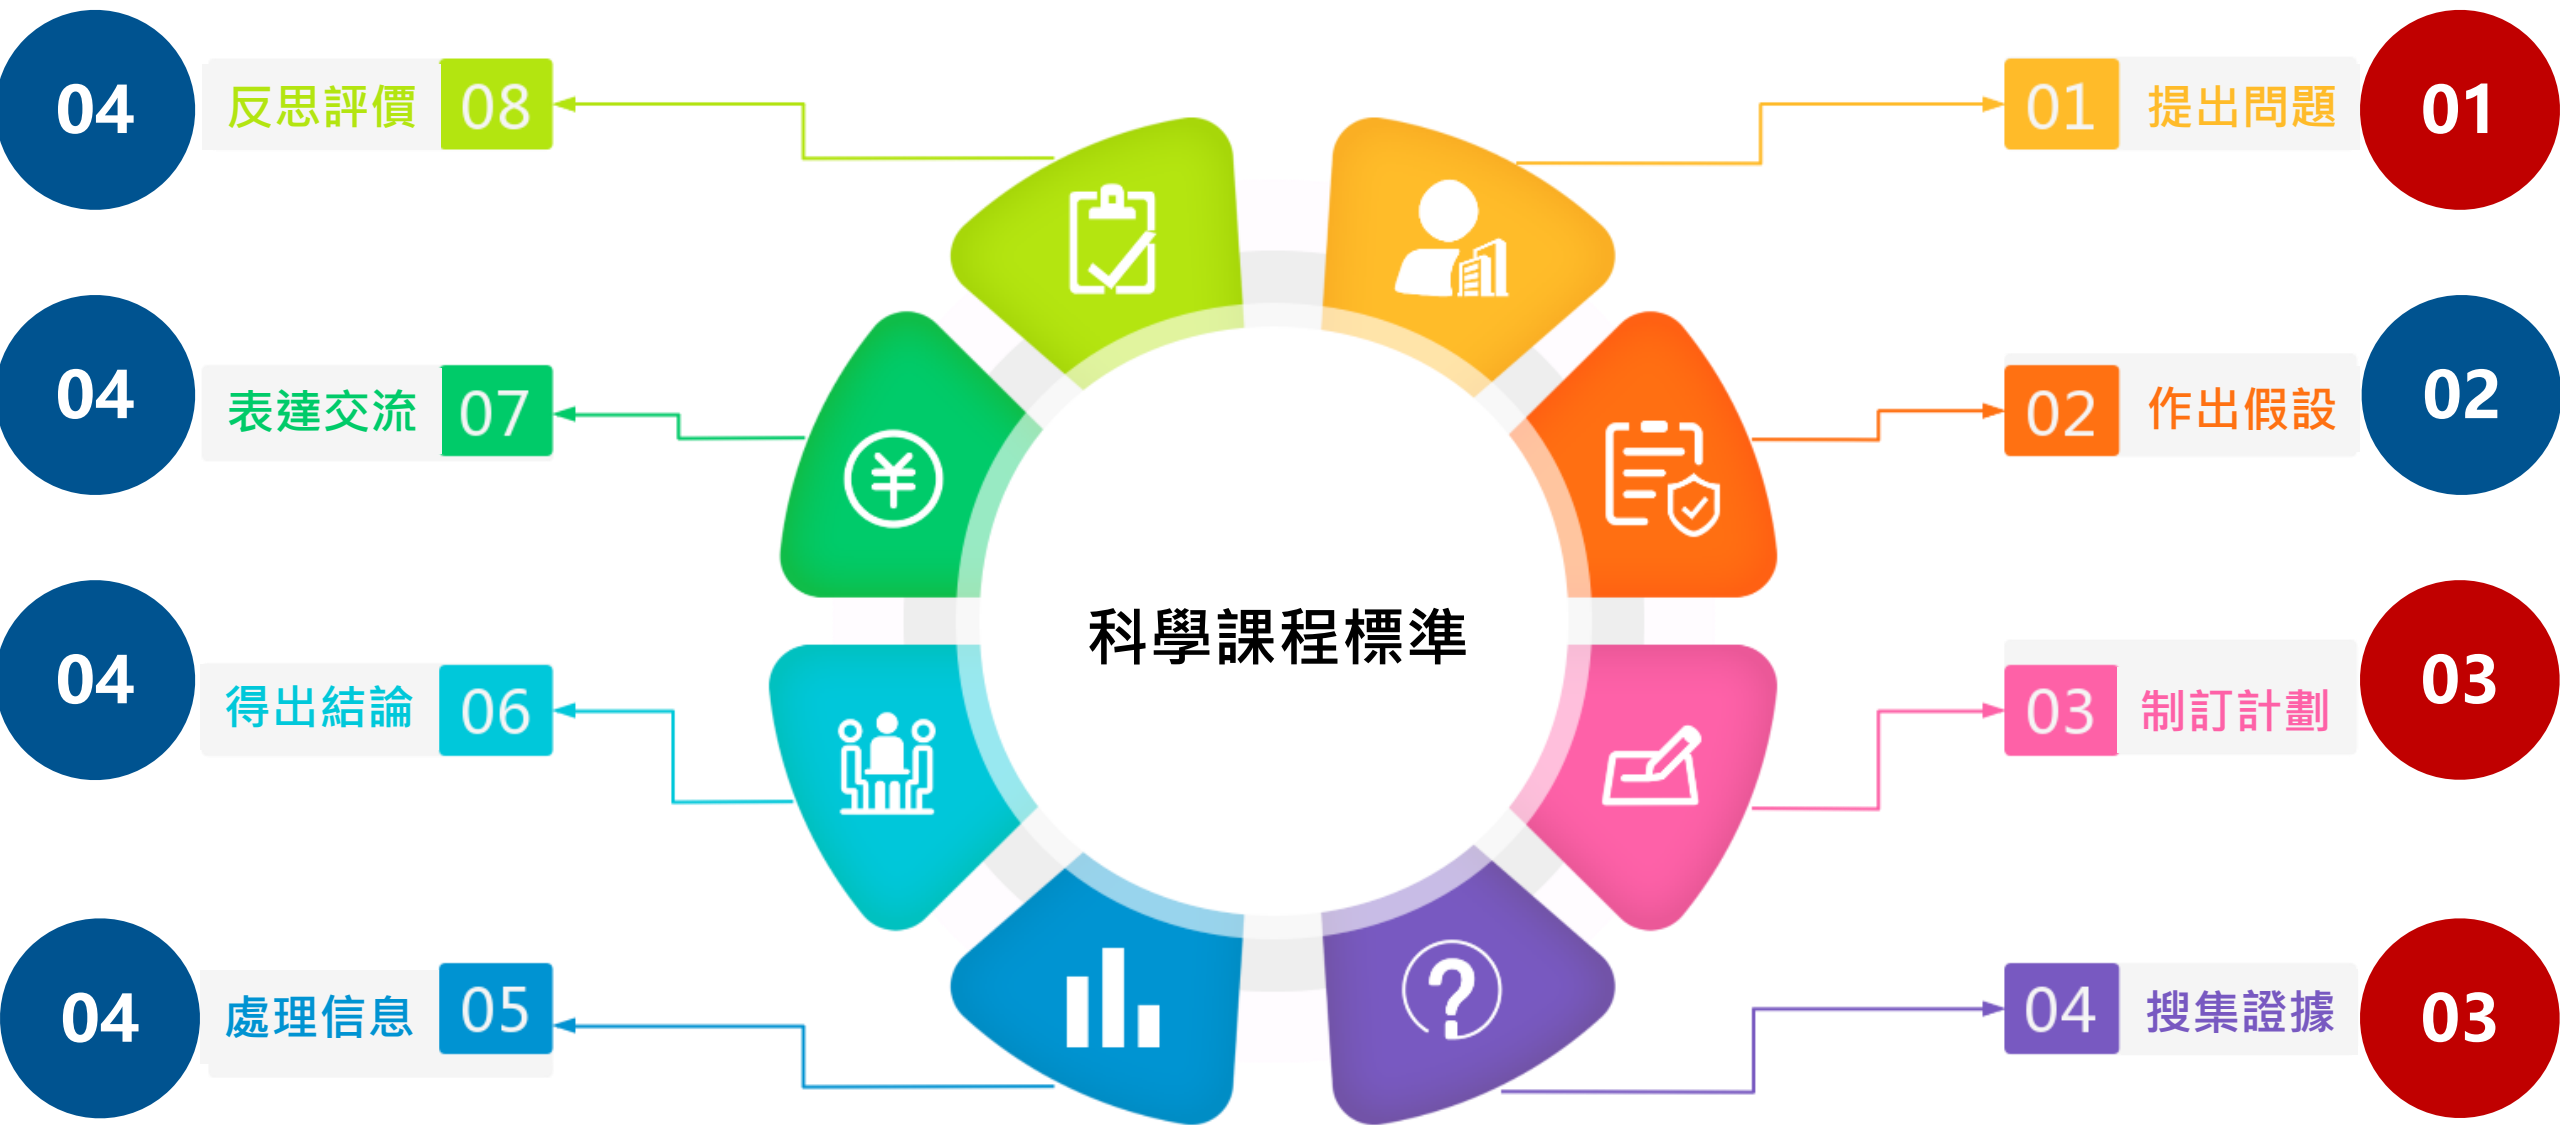 04
反思評價
08
01
提出問題
01
04
表達交流
07
02
作出假設
02
科學課程標準
04
得出結論
06
03
制訂計劃
03
04
處理信息
05
04
搜集證據
03